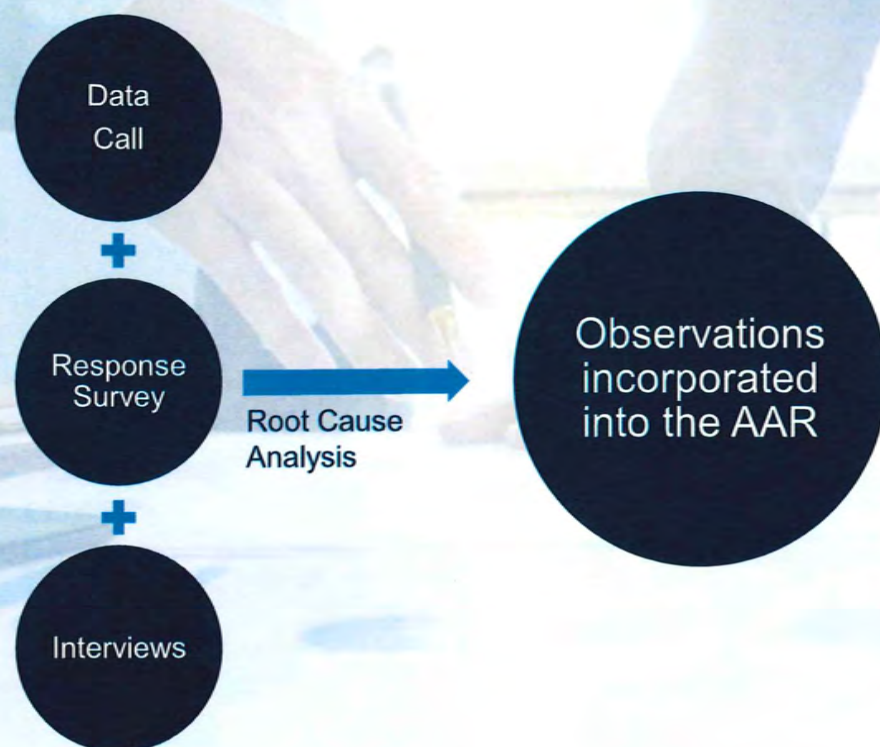 Data
Call
Response
Survey
Root Cause
Analysis
Interviews
Observations
incorporated
into the AAR